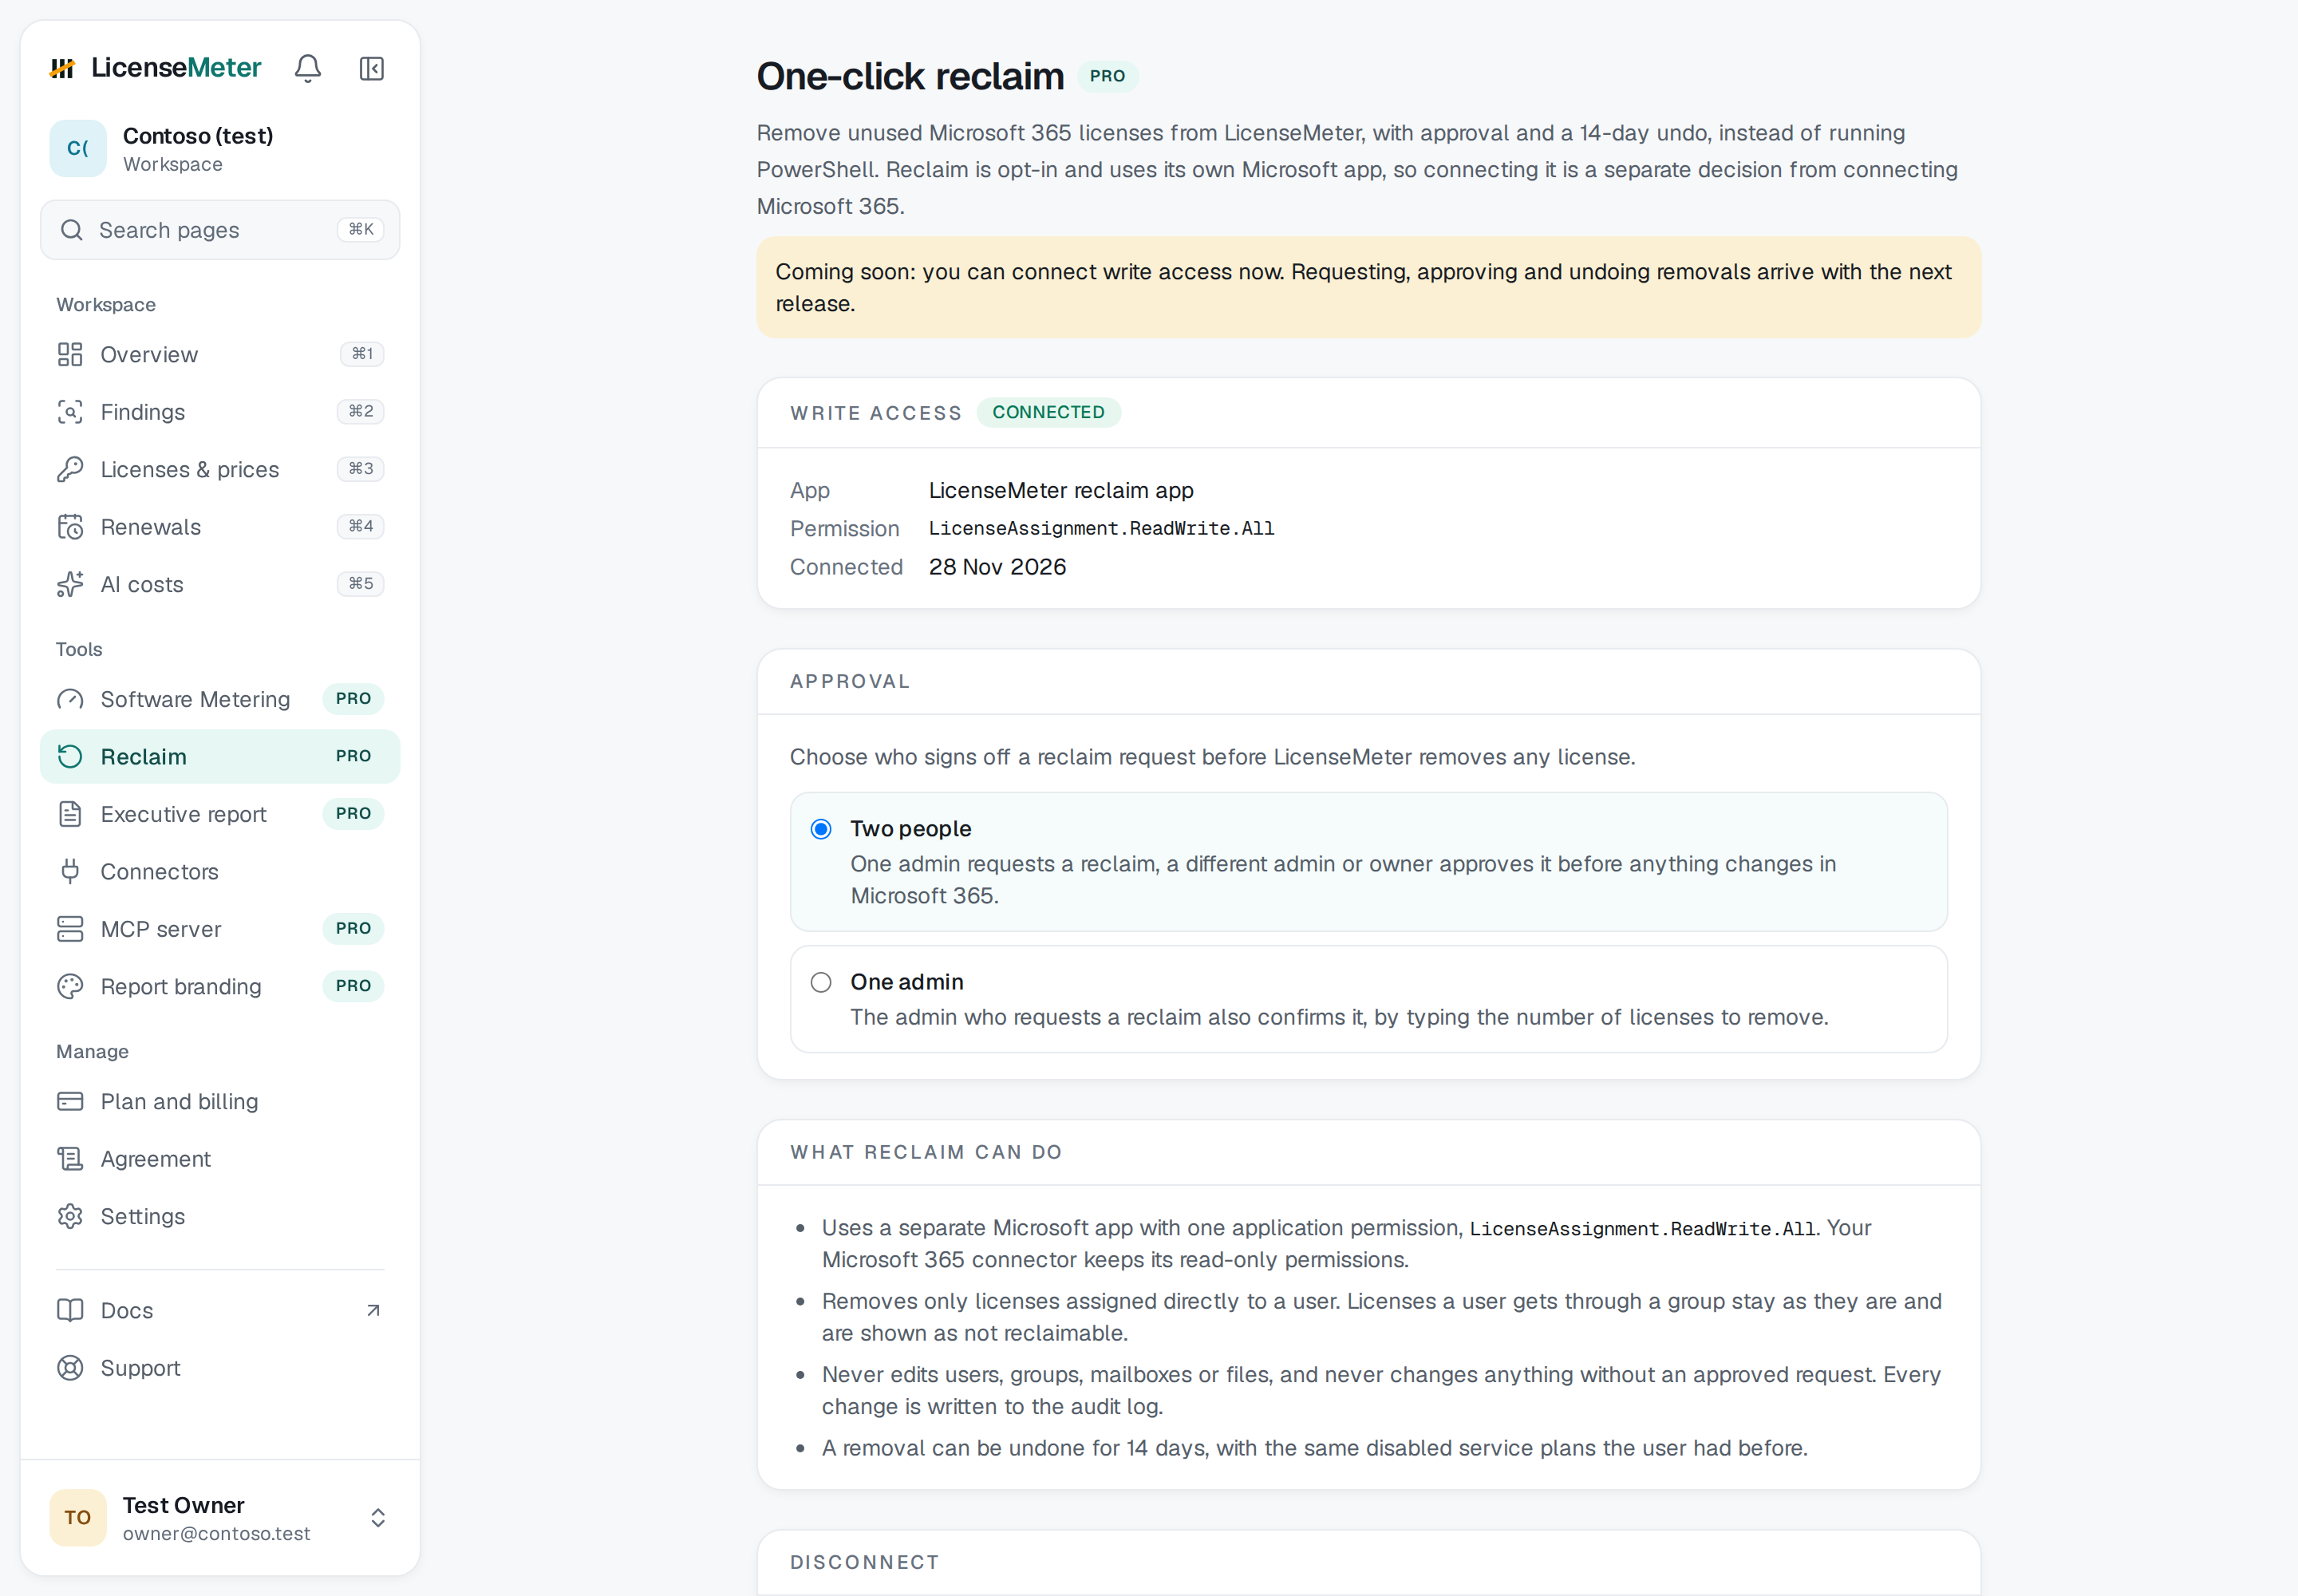 LicenseMeter
C(
Contoso (test)
Workspace
Search pages ⌘K
Workspace
Overview ⌘1
Findings ⌘2
Licenses & prices ⌘3
Renewals ⌘4
AI costs ⌘5
Tools
Software Metering PRO
Reclaim PRO
Executive report PRO
Connectors
MCP server PRO
Report branding PRO
Manage
Plan and billing
Agreement
Settings
Docs
Support
TO
Test Owner
owner@contoso.test
One-click reclaim PRO
Remove unused Microsoft 365 licenses from LicenseMeter, with approval and a 14-day undo, instead of running
PowerShell. Reclaim is opt-in and uses its own Microsoft app, so connecting it is a separate decision from connecting
Microsoft 365.
Coming soon: you can connect write access now. Requesting, approving and undoing removals arrive with the next
release.
WRITE ACCESS CONNECTED
App LicenseMeter reclaim app
Permission LicenseAssignment.ReadWrite.All
Connected 28 Nov 2026
APPROVAL
Choose who signs off a reclaim request before LicenseMeter removes any license.
Two people
One admin requests a reclaim, a different admin or owner approves it before anything changes in
Microsoft 365.
One admin
The admin who requests a reclaim also confirms it, by typing the number of licenses to remove.
WHAT RECLAIM CAN DO
• Uses a separate Microsoft app with one application permission, LicenseAssignment.ReadWrite.All. Your
Microsoft 365 connector keeps its read-only permissions.
• Removes only licenses assigned directly to a user. Licenses a user gets through a group stay as they are and
are shown as not reclaimable.
• Never edits users, groups, mailboxes or files, and never changes anything without an approved request. Every
change is written to the audit log.
• A removal can be undone for 14 days, with the same disabled service plans the user had before.
DISCONNECT